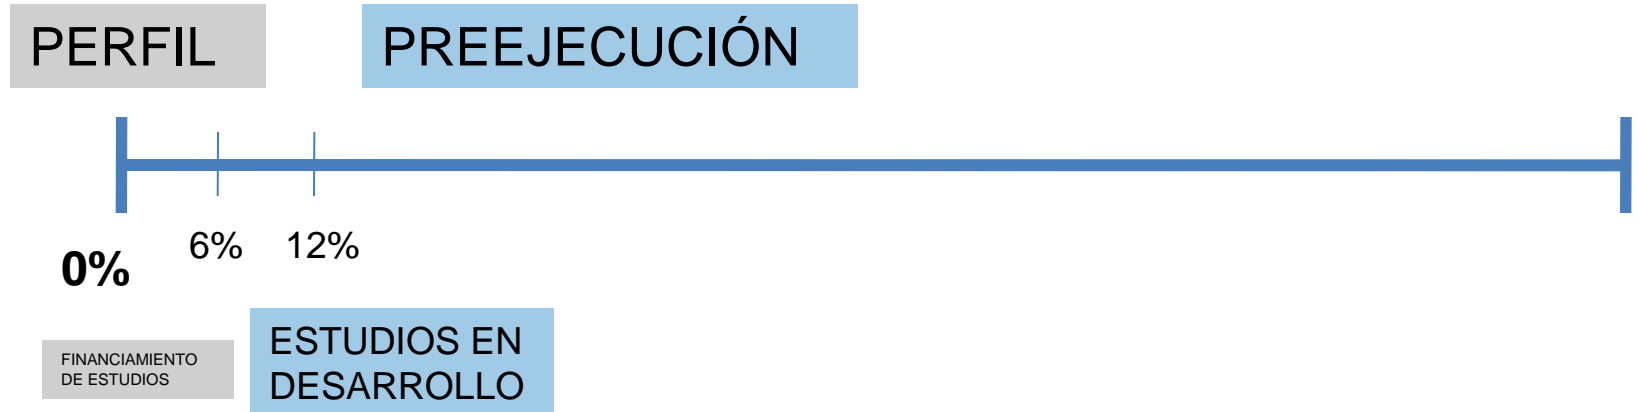 PERFIL
PREEJECUCIÓN
0%
6%
12%
FINANCIAMIENTO
DE ESTUDIOS
ESTUDIOS EN
DESARROLLO